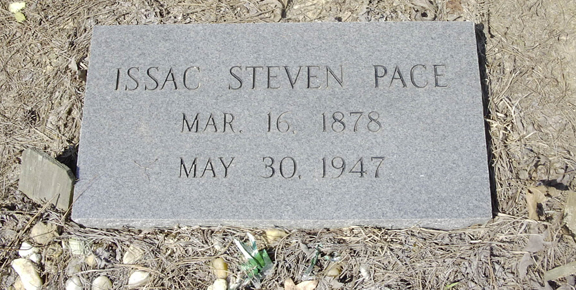 ISSAC STEVEN PACE
MAR. 16, 1878
MAY 30, 1947